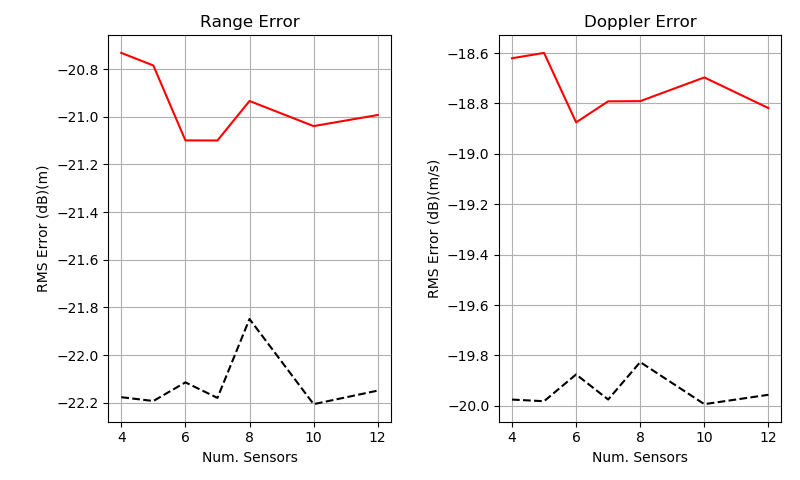 Range Error
RMS Error (dB)(m)
−20.8
−21.0
−21.2
−21.4
−21.6
−21.8
−22.0
−22.2
4 6 8 10 12
Num. Sensors
Doppler Error
RMS Error (dB)(m/s)
−18.6
−18.8
−19.0
−19.2
−19.4
−19.6
−19.8
−20.0
4 6 8 10 12
Num. Sensors